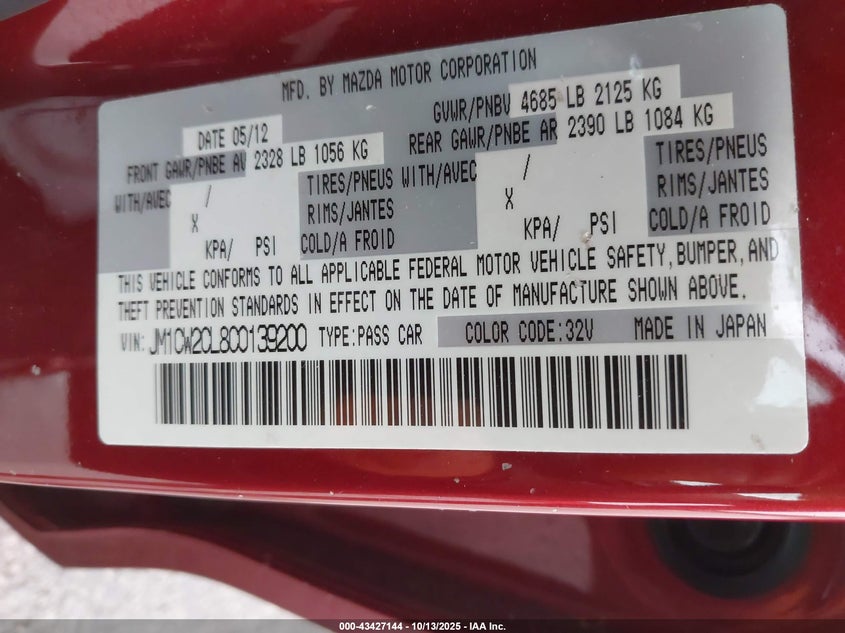 MFD. BY MAZDA MOTOR CORPORATION
DATE 05/12
GVWR/PNBV 4685 LB 2125 KG
FRONT GAWR/PNBE AV 2328 LB 1056 KG
REAR GAWR/PNBE AR 2390 LB 1084 KG
WITH/AVEC / TIRES/PNEUS WITH/AVEC / TIRES/PNEUS
X RIMS/JANTES X RIMS/JANTES
KPA/ PSI COLD/A FROID KPA/ PSI COLD/A FROID
THIS VEHICLE CONFORMS TO ALL APPLICABLE FEDERAL MOTOR VEHICLE SAFETY, BUMPER, AND
THEFT PREVENTION STANDARDS IN EFFECT ON THE DATE OF MANUFACTURE SHOWN ABOVE.
VIN: JM1CW2CL8C0139200 TYPE:PASS CAR COLOR CODE:32V MADE IN JAPAN
000-43427144 - 10/13/2025 - IAA Inc.